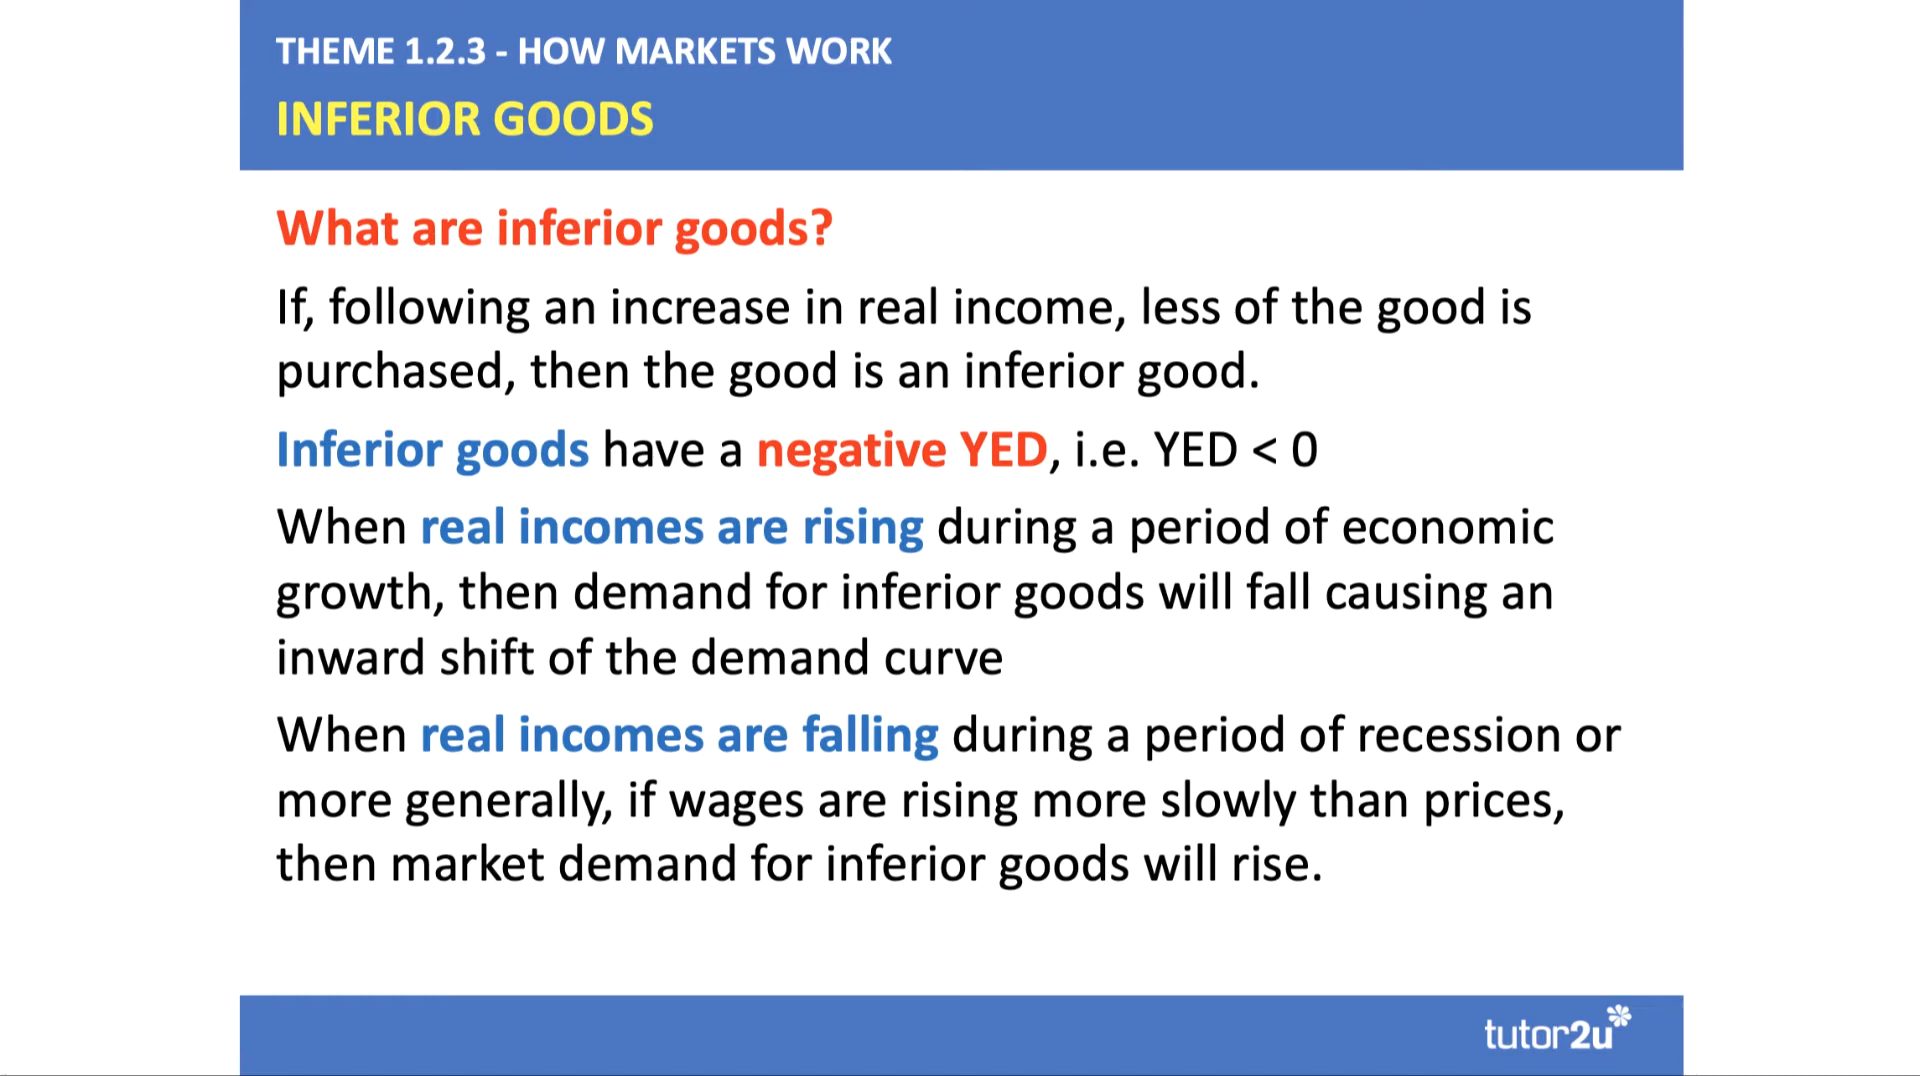 THEME 1.2.3 - HOW MARKETS WORK
INFERIOR GOODS
What are inferior goods?
If, following an increase in real income, less of the good is
purchased, then the good is an inferior good.
Inferior goods have a negative YED, i.e. YED < 0
When real incomes are rising during a period of economic
growth, then demand for inferior goods will fall causing an
inward shift of the demand curve
When real incomes are falling during a period of recession or
more generally, if wages are rising more slowly than prices,
then market demand for inferior goods will rise.
tutor2u